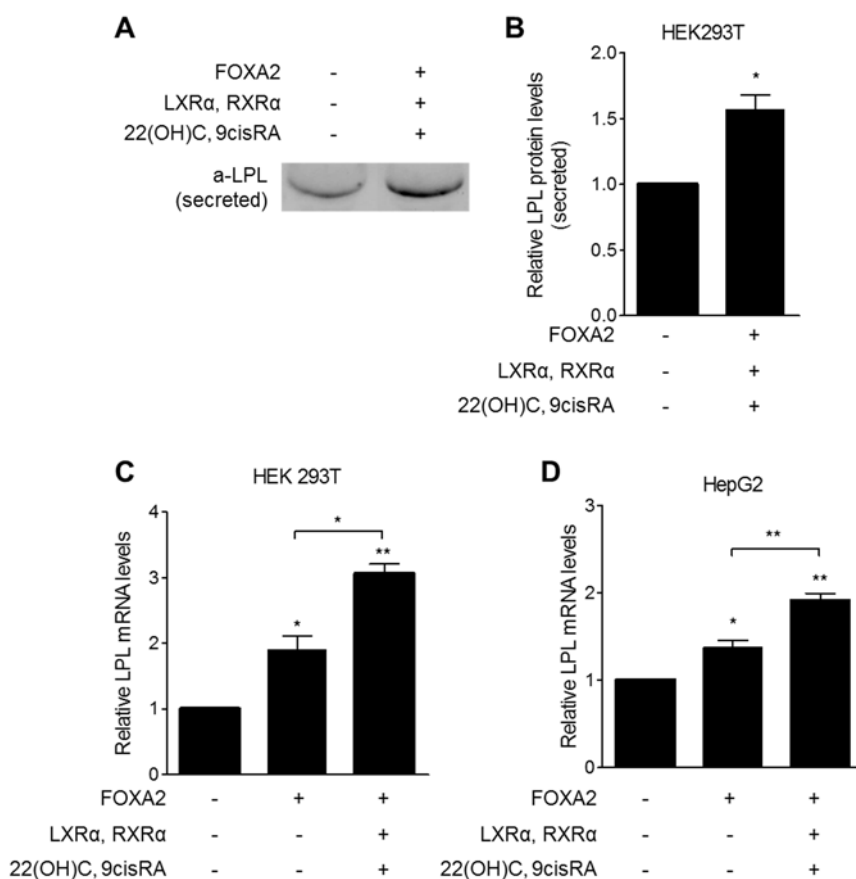 A
FOXA2 - +
LXRα, RXRα - +
22(OH)C, 9cisRA - +
a-LPL
(secreted)
B
HEK293T
Relative LPL protein levels
(secreted)
2.0
*
1.5
1.0
0.5
0.0
FOXA2 - +
LXRα, RXRα - +
22(OH)C, 9cisRA - +
C
HEK 293T
Relative LPL mRNA levels
4
*
**
3
*
2
1
0
FOXA2 - + +
LXRα, RXRα - - +
22(OH)C, 9cisRA - - +
D
HepG2
Relative LPL mRNA levels
3
**
**
2
*
1
0
FOXA2 - + +
LXRα, RXRα - - +
22(OH)C, 9cisRA - - +